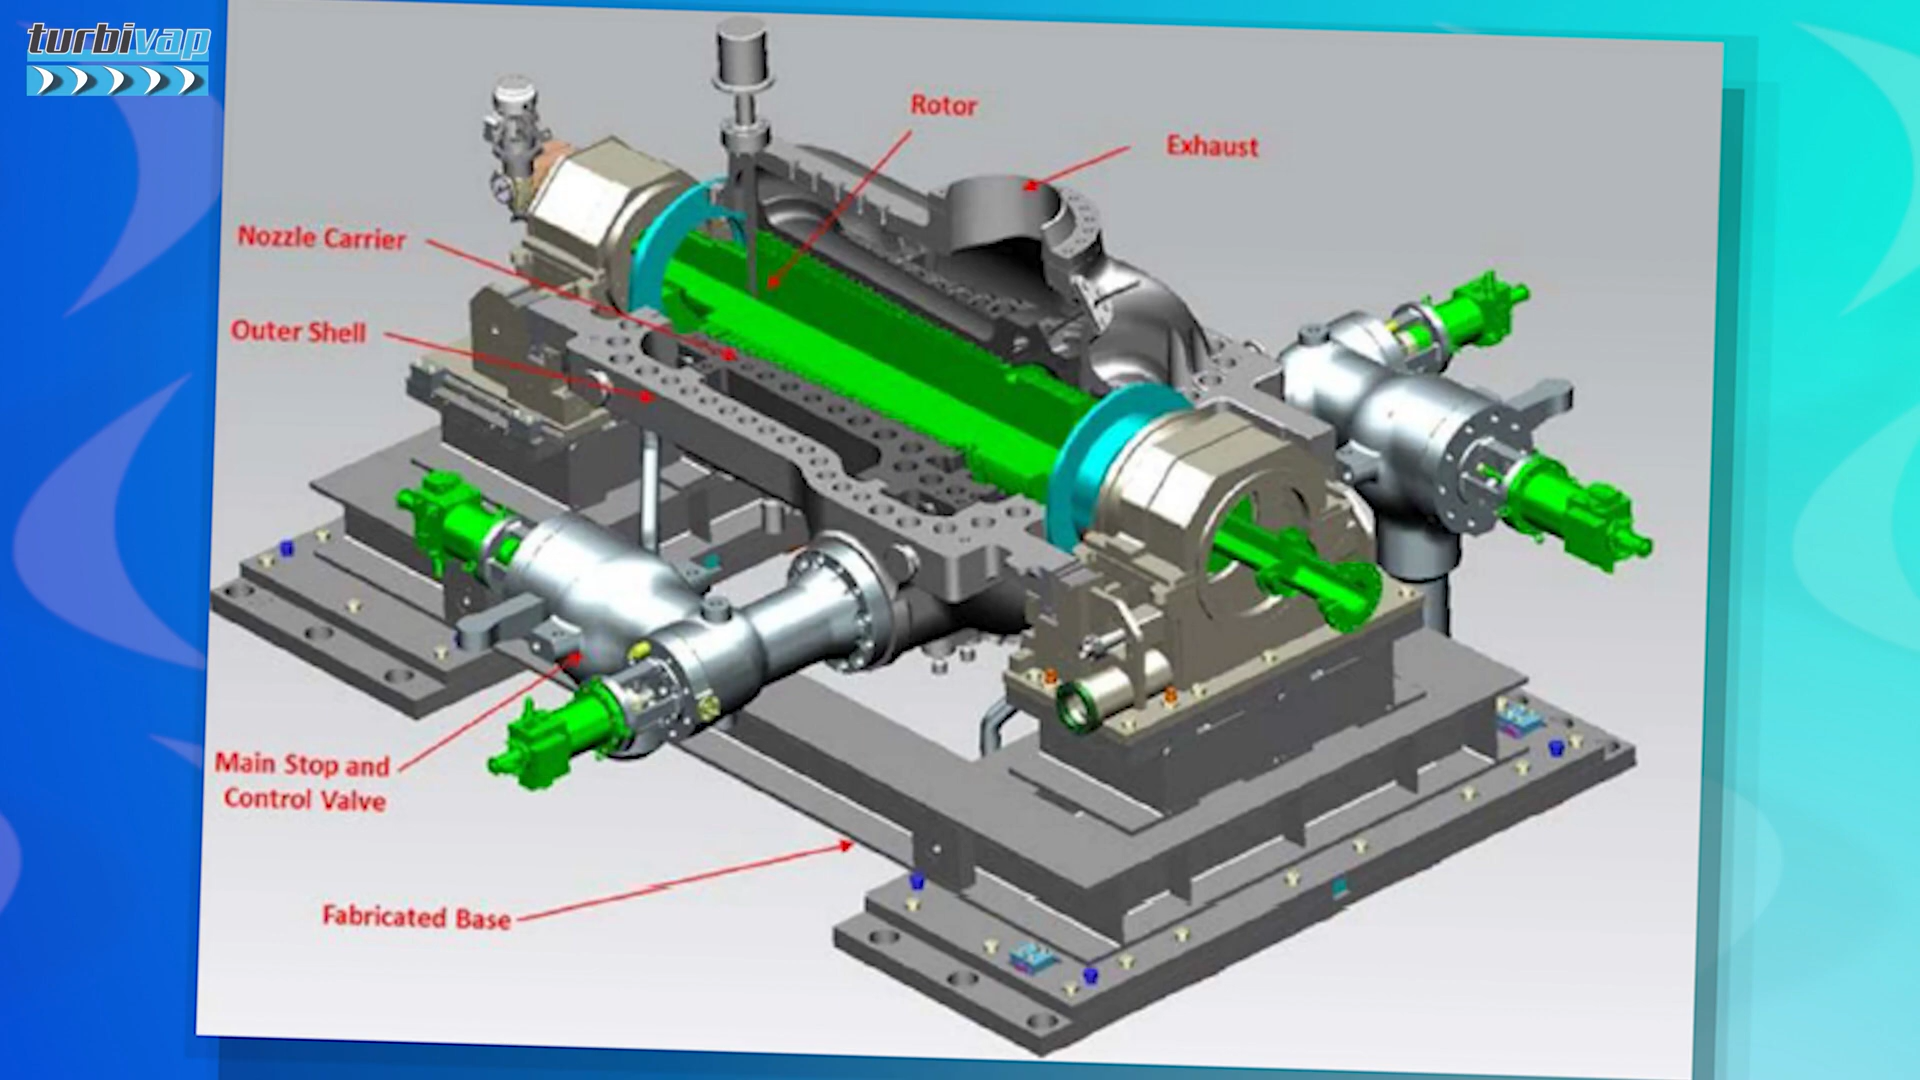 turbivap
Rotor
Exhaust
Nozzle Carrier
Outer Shell
Main Stop and
Control Valve
Fabricated Base